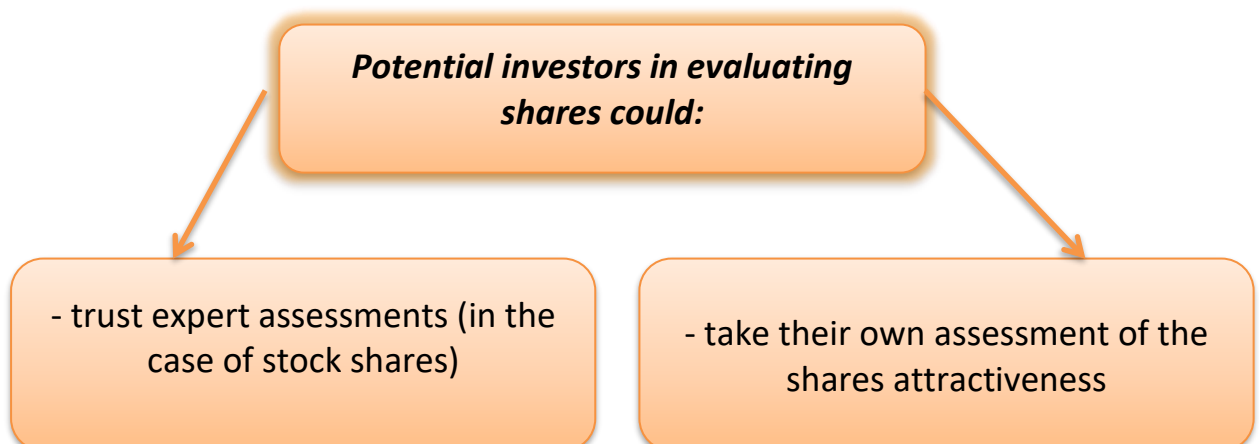 Potential investors in evaluating
shares could:
- trust expert assessments (in the
case of stock shares)
- take their own assessment of the
shares attractiveness